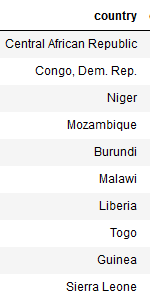 country
Central African Republic
Congo, Dem. Rep.
Niger
Mozambique
Burundi
Malawi
Liberia
Togo
Guinea
Sierra Leone